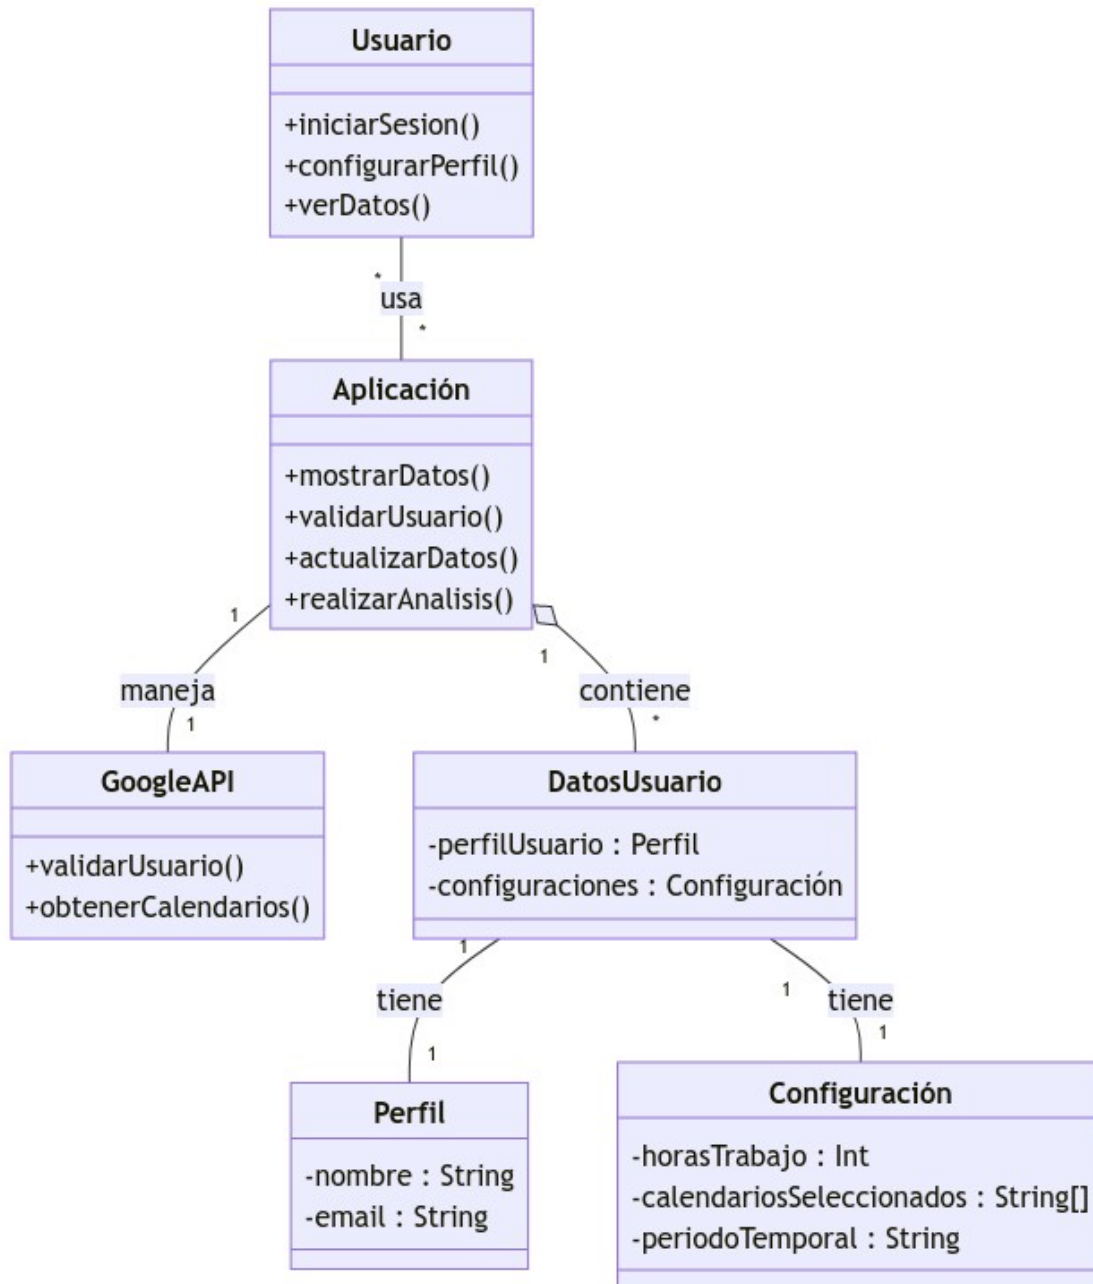 Usuario
+iniciarSesion()
+configurarPerfil()
+verDatos()
*
usa
*
Aplicación
+mostrarDatos()
+validarUsuario()
+actualizarDatos()
+realizarAnalisis()
1
1
maneja
contiene
1
*
GoogleAPI
+validarUsuario()
+obtenerCalendarios()
DatosUsuario
-perfilUsuario : Perfil
-configuraciones : Configuración
1
1
tiene
tiene
1
1
Perfil
-nombre : String
-email : String
Configuración
-horasTrabajo : Int
-calendariosSeleccionados : String[]
-periodoTemporal : String